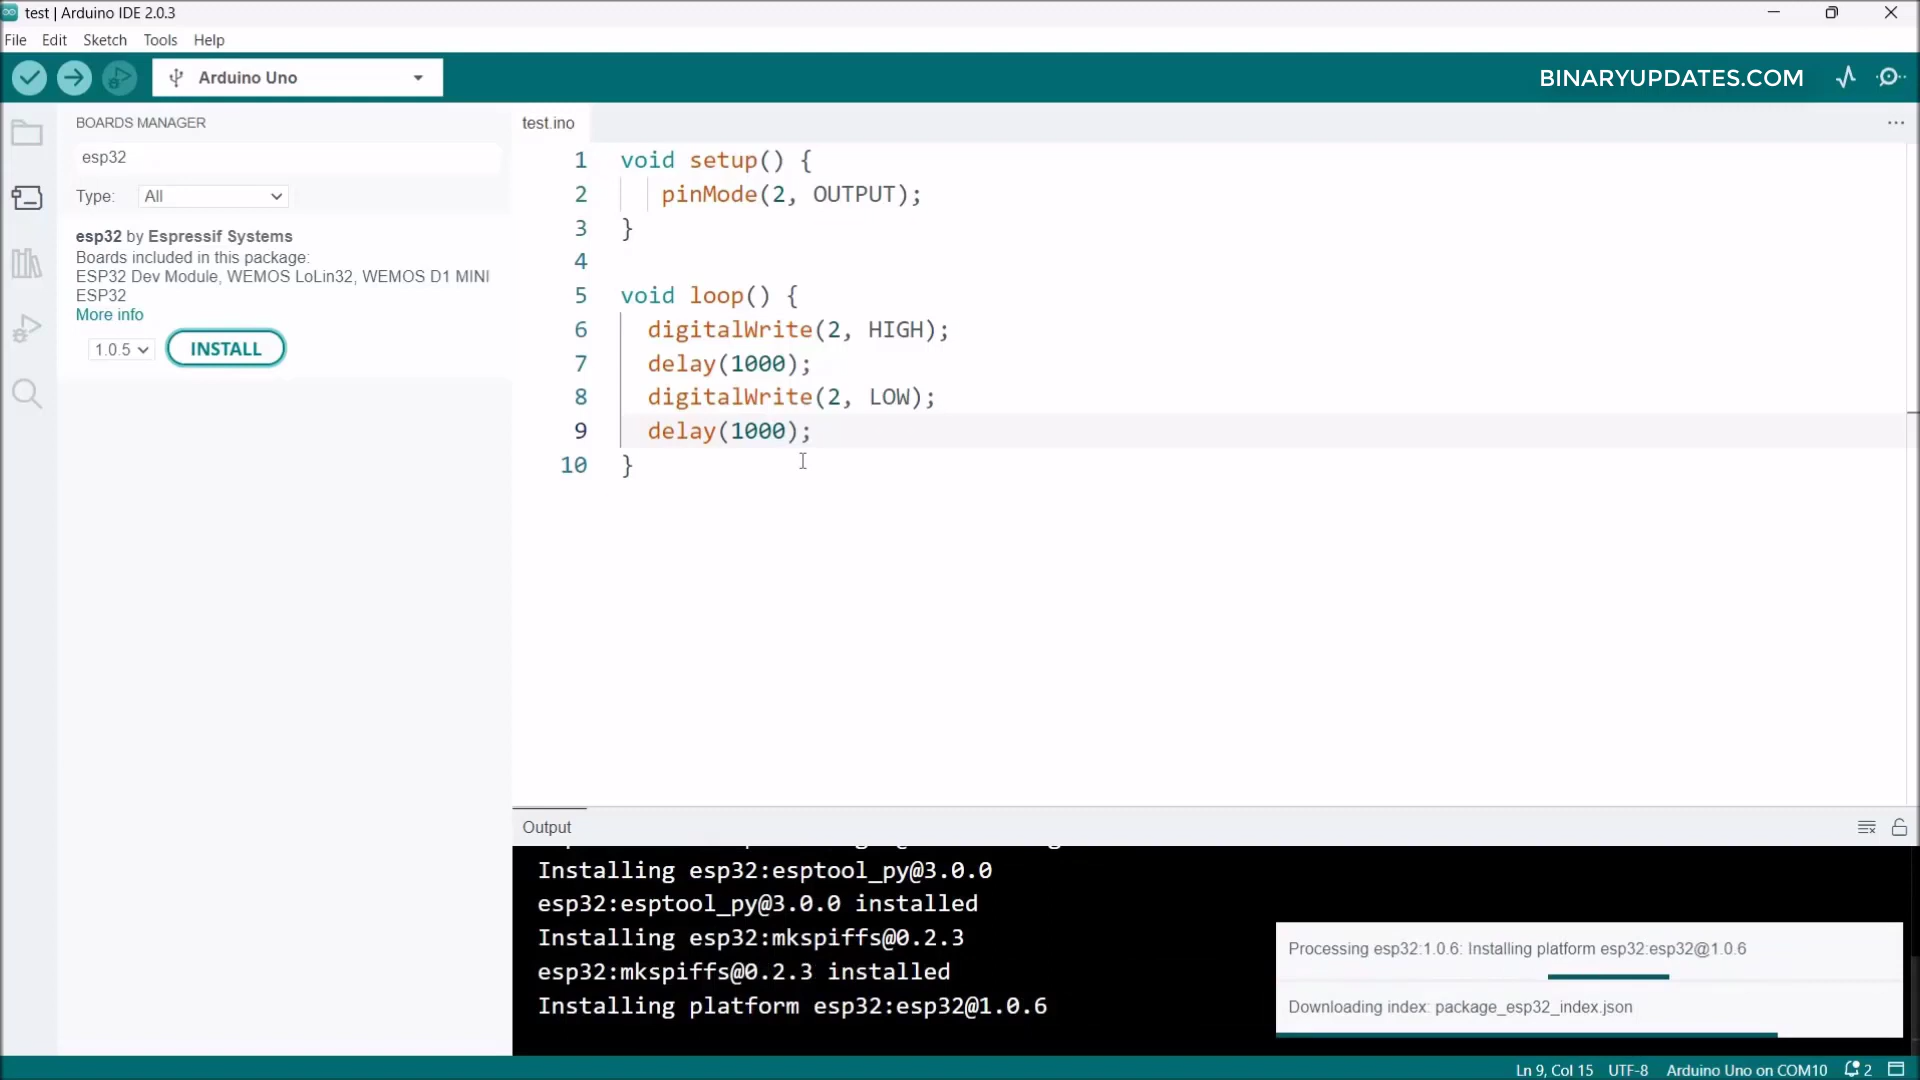 test | Arduino IDE 2.0.3
File Edit Sketch Tools Help
Arduino Uno
BINARYUPDATES.COM
BOARDS MANAGER
esp32
Type: All
esp32 by Espressif Systems
Boards included in this package:
ESP32 Dev Module, WEMOS LoLin32, WEMOS D1 MINI
ESP32
More info
1.0.5 INSTALL
test.ino
1 void setup() {
2 pinMode(2, OUTPUT);
3 }
4
5 void loop() {
6 digitalWrite(2, HIGH);
7 delay(1000);
8 digitalWrite(2, LOW);
9 delay(1000);
10 }
Output
Installing esp32:esptool_py@3.0.0
esp32:esptool_py@3.0.0 installed
Installing esp32:mkspiffs@0.2.3
esp32:mkspiffs@0.2.3 installed
Installing platform esp32:esp32@1.0.6
Processing esp32:1.0.6: Installing platform esp32:esp32@1.0.6
Downloading index: package_esp32_index.json
Ln 9, Col 15 UTF-8 Arduino Uno on COM10 2